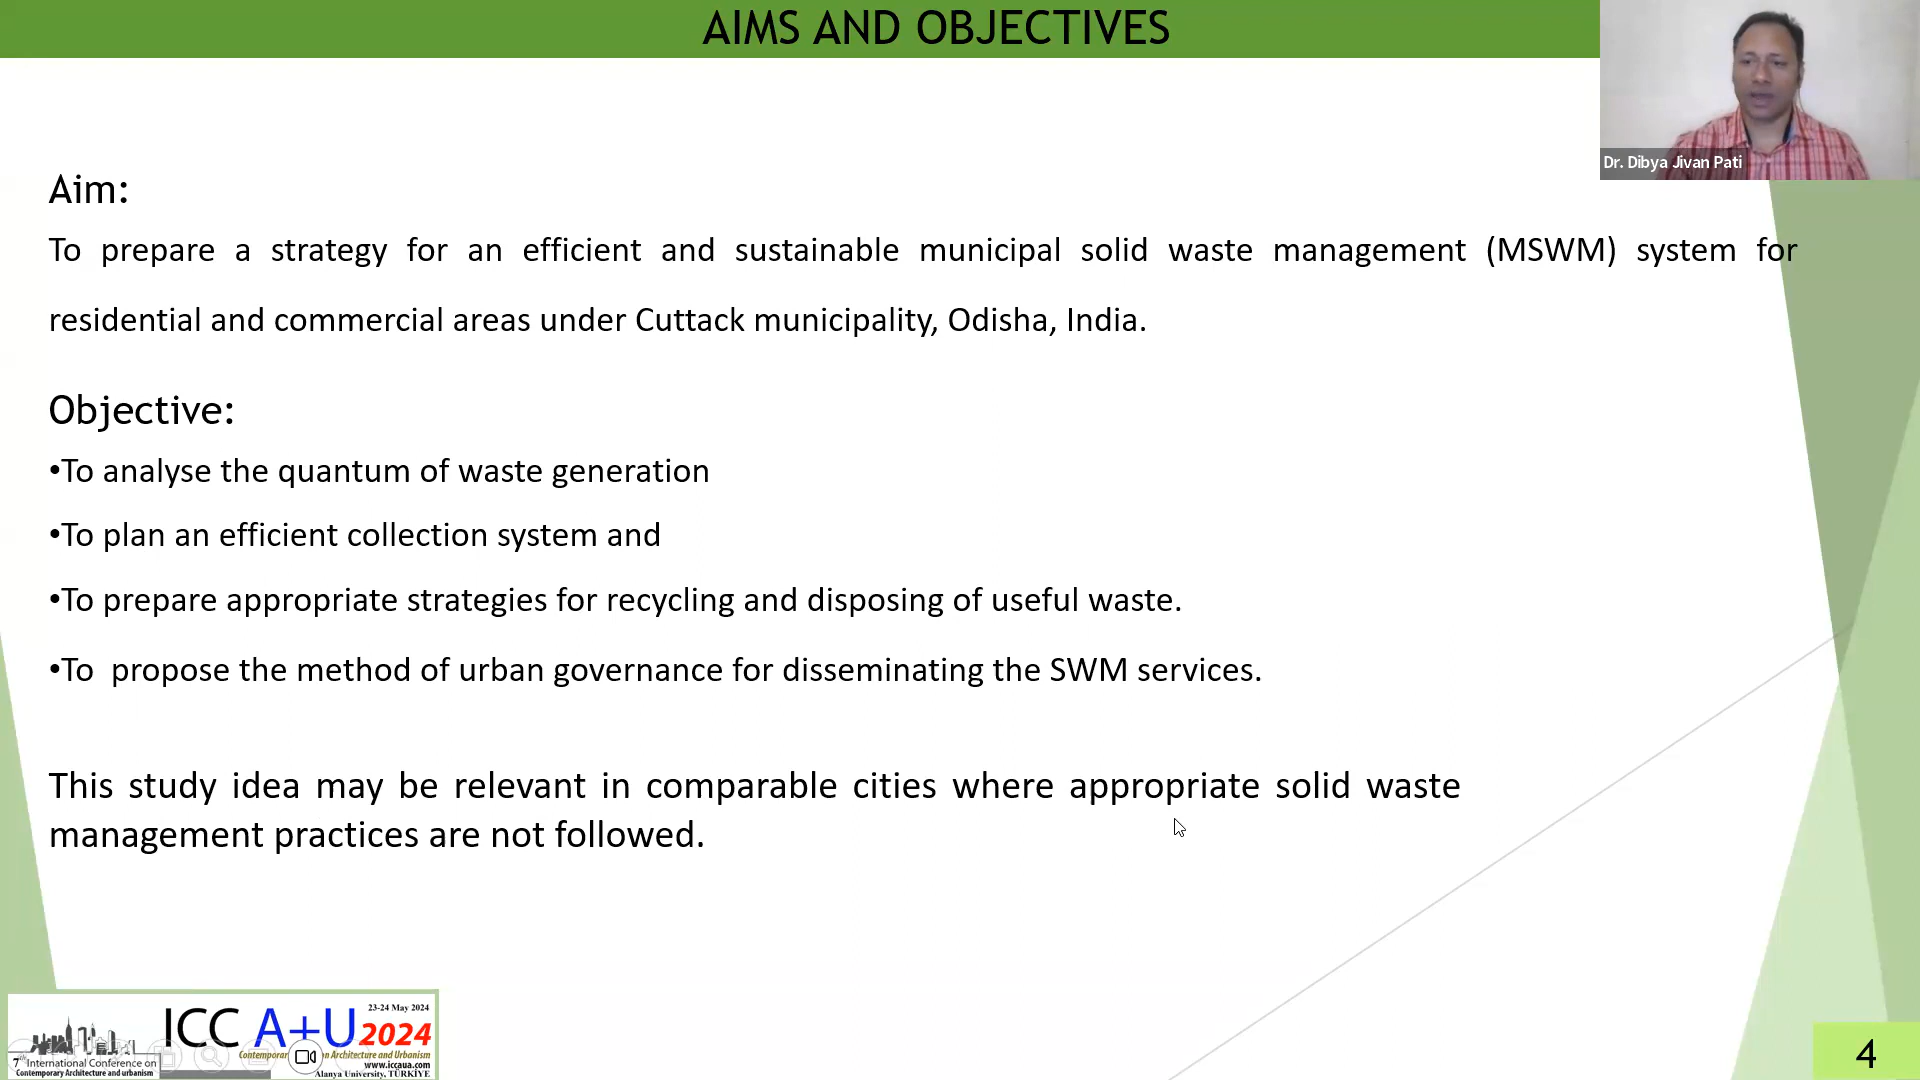 AIMS AND OBJECTIVES
Dr. Dibya Jivan Pati
Aim:
To prepare a strategy for an efficient and sustainable municipal solid waste management (MSWM) system for
residential and commercial areas under Cuttack municipality, Odisha, India.
Objective:
•To analyse the quantum of waste generation
•To plan an efficient collection system and
•To prepare appropriate strategies for recycling and disposing of useful waste.
•To propose the method of urban governance for disseminating the SWM services.
This study idea may be relevant in comparable cities where appropriate solid waste
management practices are not followed.
23-24 May 2024
ICC A+U 2024
Contemporary n Architecture and Urbanism
7th International Conference on
Contemporary Architecture and urbanism
www.iccaua.com
Alanya University, TÜRKİYE
4